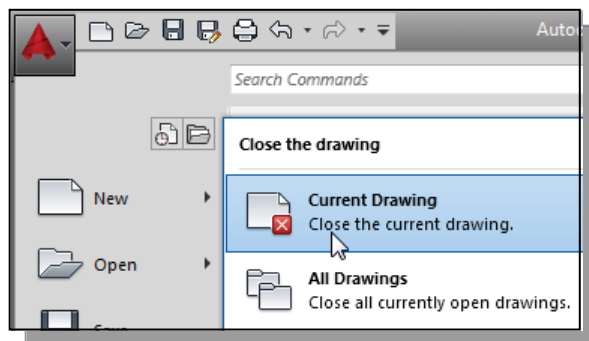 Autod
Search Commands
Close the drawing
New
Current Drawing
Close the current drawing.
Open
All Drawings
Close all currently open drawings.
Save